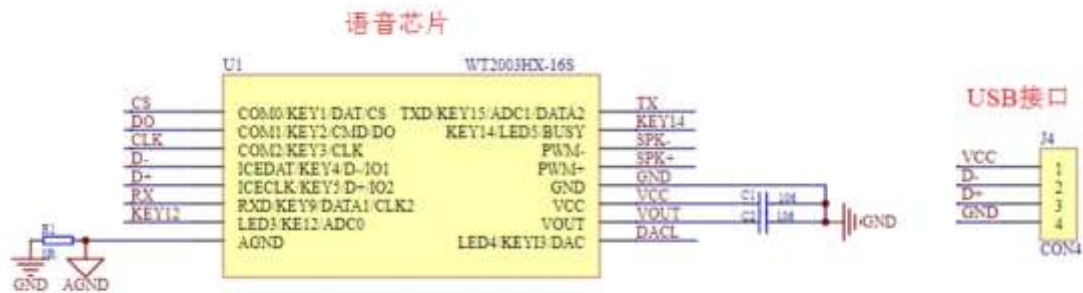 语音芯片
U1
WT2003HX-16S
CS
COM0/KEY1/DAT/CS
TXD/KEY15/ADC1/DATA2
TX
DO
COM1/KEY2/CMD/DO
KEY14/LED5/BUSY
KEY14
CLK
COM2/KEY3/CLK
PWM-
SPK-
D-
ICEDAT/KEY4/D-/IO1
PWM+
SPK+
D+
ICECLK/KEY5/D+/IO2
GND
GND
RX
RXD/KEY9/DATA1/CLK2
VCC
VCC
KEY12
LED3/KE12/ADC0
VOUT
VOUT
AGND
LED4/KEY13/DAC
DACL
C1
106
C2
106
GND
R1
0R
GND
AGND
USB接口
J4
VCC
1
D-
2
D+
3
GND
4
CON4